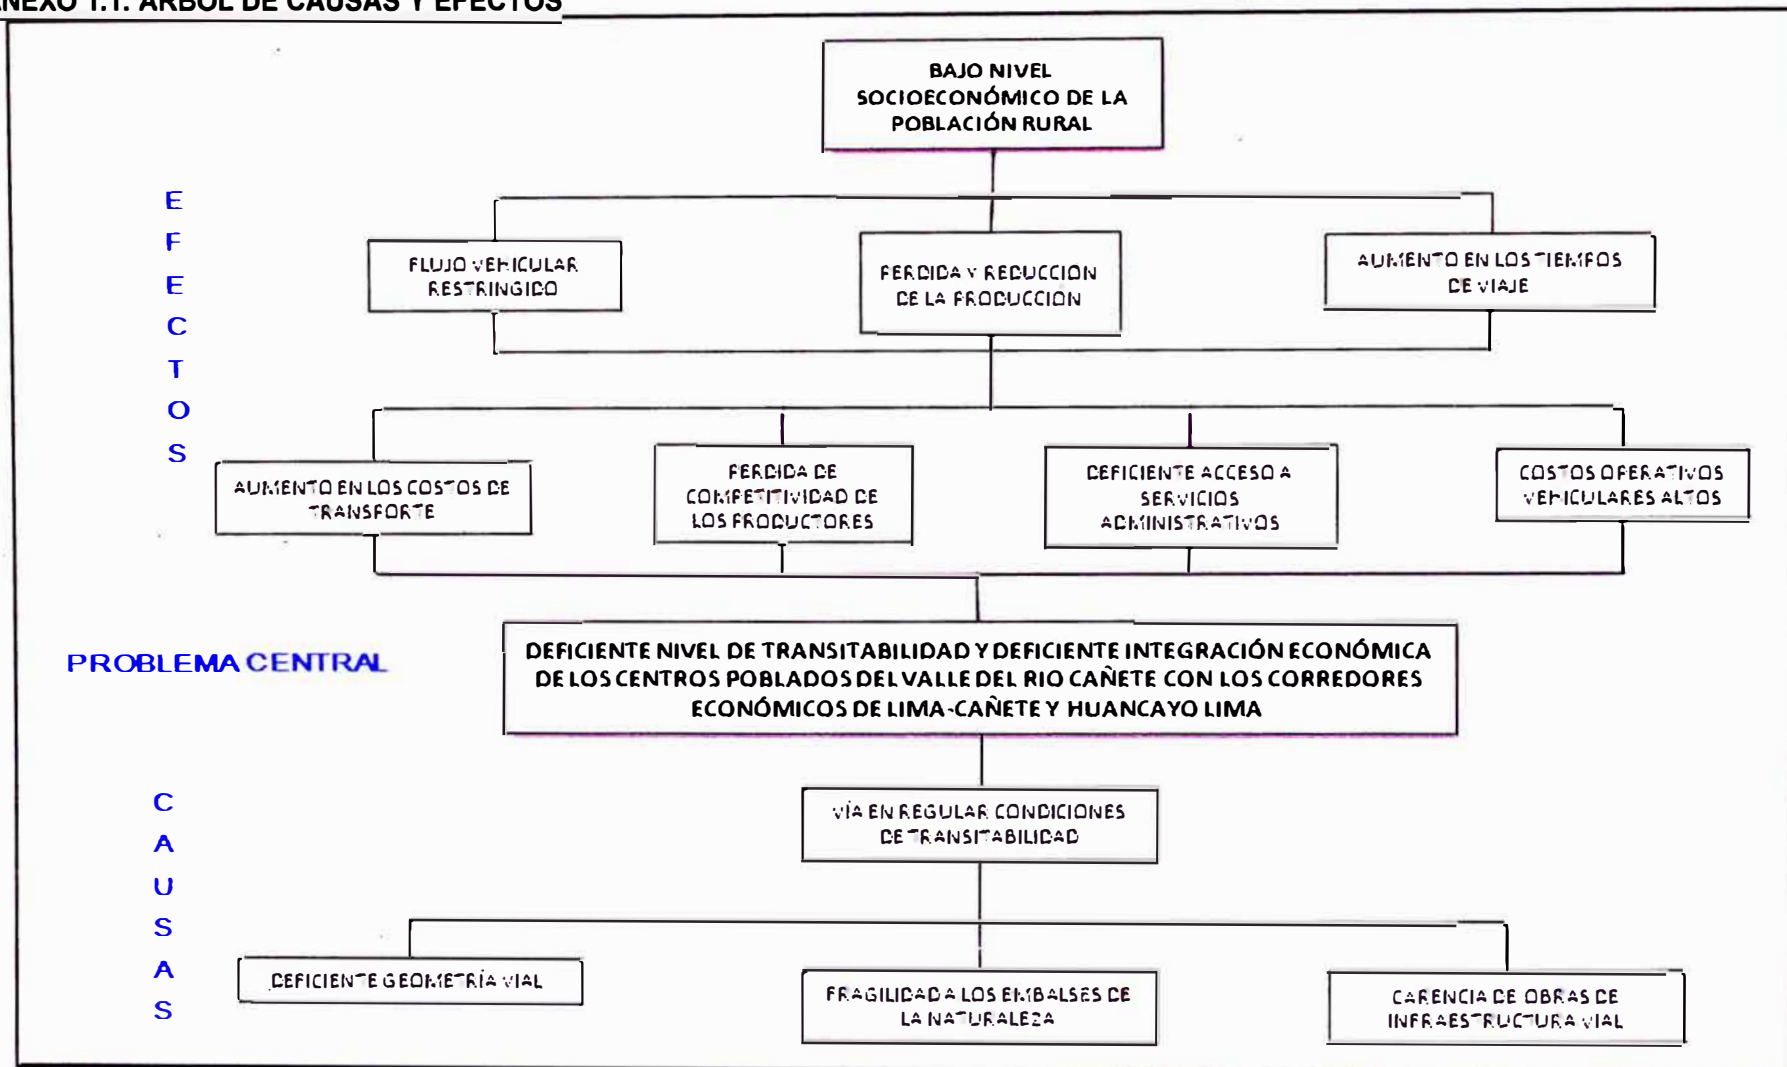 ANEXO 1.1. ARBOL DE CAUSAS Y EFECTOS
BAJO NIVEL
SOCIOECONÓMICO DE LA
POBLACIÓN RURAL
EFECTOS
FLUJO VEHICULAR
RESTRINGIDO
PERDIDA Y REDUCCION
DE LA PRODUCCION
AUMENTO EN LOS TIEMPOS
DE VIAJE
AUMENTO EN LOS COSTOS DE
TRANSPORTE
PERDIDA DE
COMPETITIVIDAD DE
LOS PRODUCTORES
DEFICIENTE ACCESO A
SERVICIOS
ADMINISTRATIVOS
COSTOS OPERATIVOS
VEHICULARES ALTOS
PROBLEMA CENTRAL
DEFICIENTE NIVEL DE TRANSITABILIDAD Y DEFICIENTE INTEGRACIÓN ECONÓMICA
DE LOS CENTROS POBLADOS DEL VALLE DEL RIO CAÑETE CON LOS CORREDORES
ECONÓMICOS DE LIMA-CAÑETE Y HUANCAYO LIMA
CAUSAS
VÍA EN REGULAR CONDICIONES
DE TRANSITABILIDAD
DEFICIENTE GEOMETRÍA VIAL
FRAGILIDAD A LOS EMBALSES DE
LA NATURALEZA
CARENCIA DE OBRAS DE
INFRAESTRUCTURA VIAL